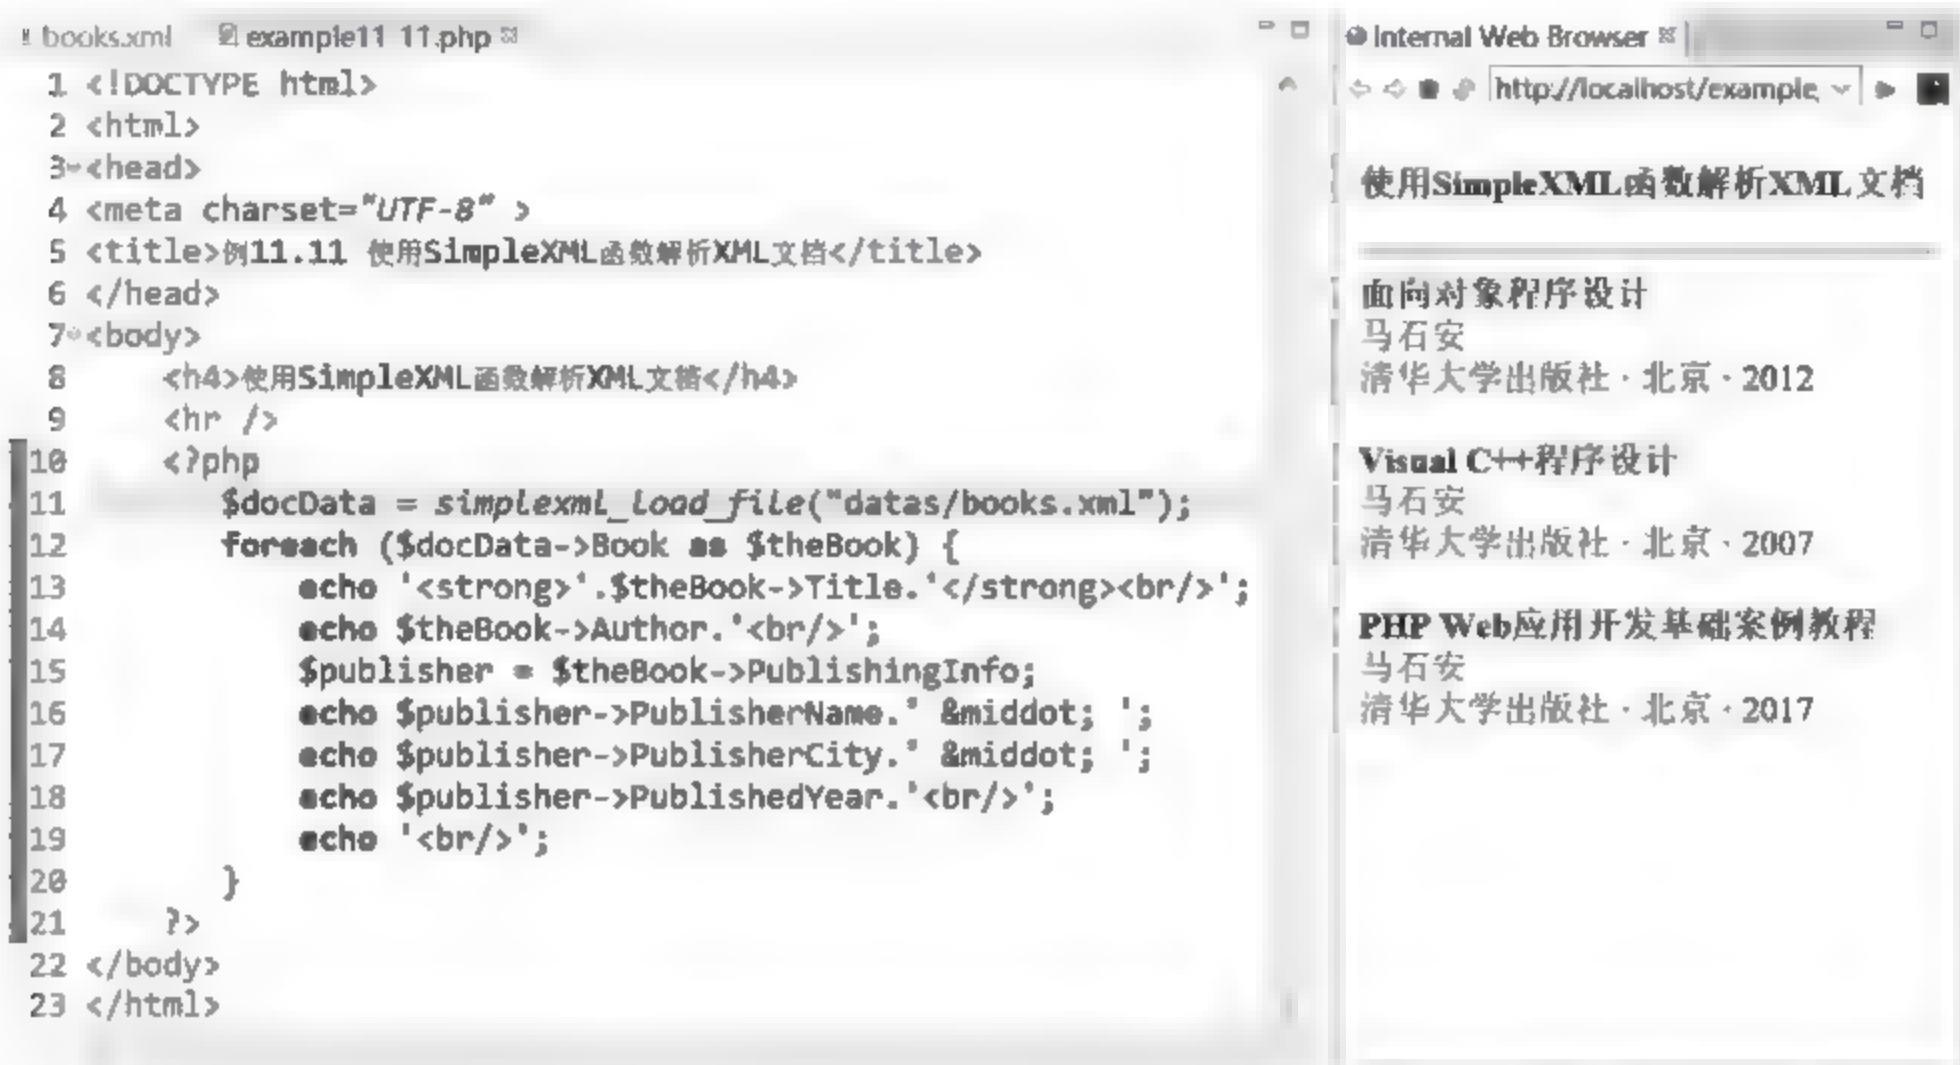 books.xml
example11_11.php
1 <!DOCTYPE html>
2 <html>
3 <head>
4 <meta charset="UTF-8" >
5 <title>例11.11 使用SimpleXML函数解析XML文档</title>
6 </head>
7 <body>
8 <h4>使用SimpleXML函数解析XML文档</h4>
9 <hr />
10 <?php
11 $docData = simplexml_load_file("datas/books.xml");
12 foreach ($docData->Book as $theBook) {
13 echo '<strong>'.$theBook->Title.'</strong><br/>';
14 echo $theBook->Author.'<br/>';
15 $publisher = $theBook->PublishingInfo;
16 echo $publisher->PublisherName.' &middot; ';
17 echo $publisher->PublisherCity.' &middot; ';
18 echo $publisher->PublishedYear.'<br/>';
19 echo '<br/>';
20 }
21 ?>
22 </body>
23 </html>
Internal Web Browser
http://localhost/example
使用SimpleXML函数解析XML文档
面向对象程序设计
马石安
清华大学出版社 · 北京 · 2012
Visual C++程序设计
马石安
清华大学出版社 · 北京 · 2007
PHP Web应用开发基础案例教程
马石安
清华大学出版社 · 北京 · 2017